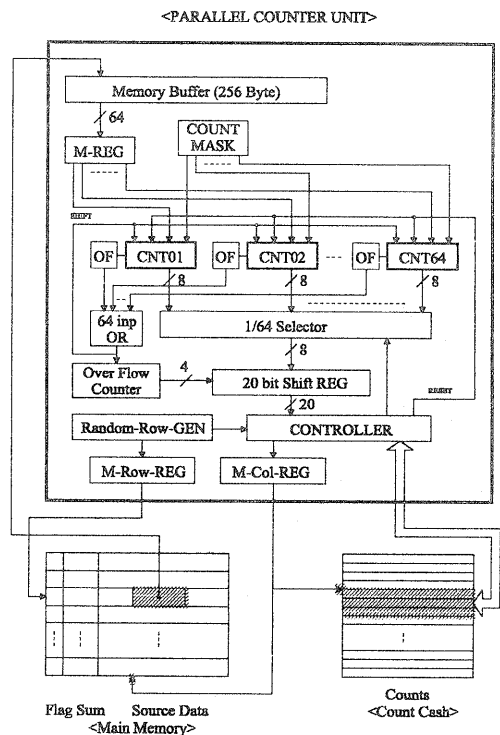 <PARALLEL COUNTER UNIT>
Memory Buffer (256 Byte)
64
M-REG
COUNT
MASK
SHIFT
OF
CNT01
OF
CNT02
OF
CNT64
8
8
8
64 inp
OR
1/64 Selector
8
Over Flow
Counter
4
20 bit Shift REG
20
Random-Row-GEN
CONTROLLER
M-Row-REG
M-Col-REG
Flag Sum
Source Data
<Main Memory>
Counts
<Count Cash>